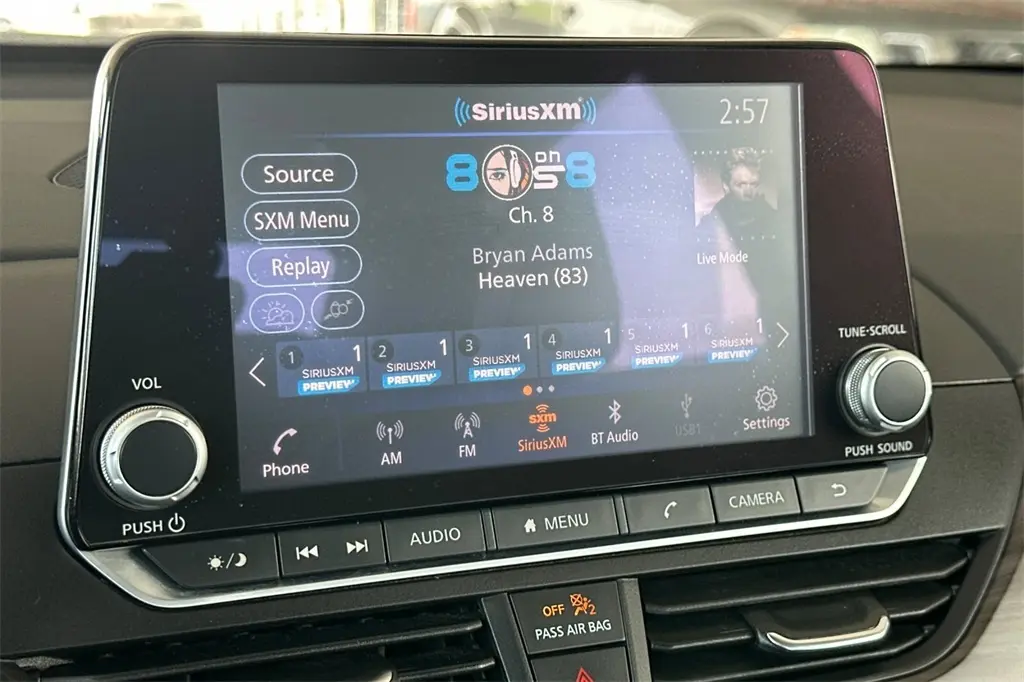 SiriusXM
2:57
Source
8 on 8
SXM Menu
Ch. 8
Replay
Bryan Adams
Heaven (83)
Live Mode
1 1 SIRIUSXM PREVIEW
2 1 SIRIUSXM PREVIEW
3 1 SIRIUSXM PREVIEW
4 1 SIRIUSXM PREVIEW
5 1 SIRIUSXM PREVIEW
6 1 SIRIUSXM PREVIEW
Phone
AM
FM
sxm
SiriusXM
BT Audio
USB1
Settings
VOL
PUSH
TUNE·SCROLL
PUSH SOUND
AUDIO
MENU
CAMERA
OFF 2
PASS AIR BAG